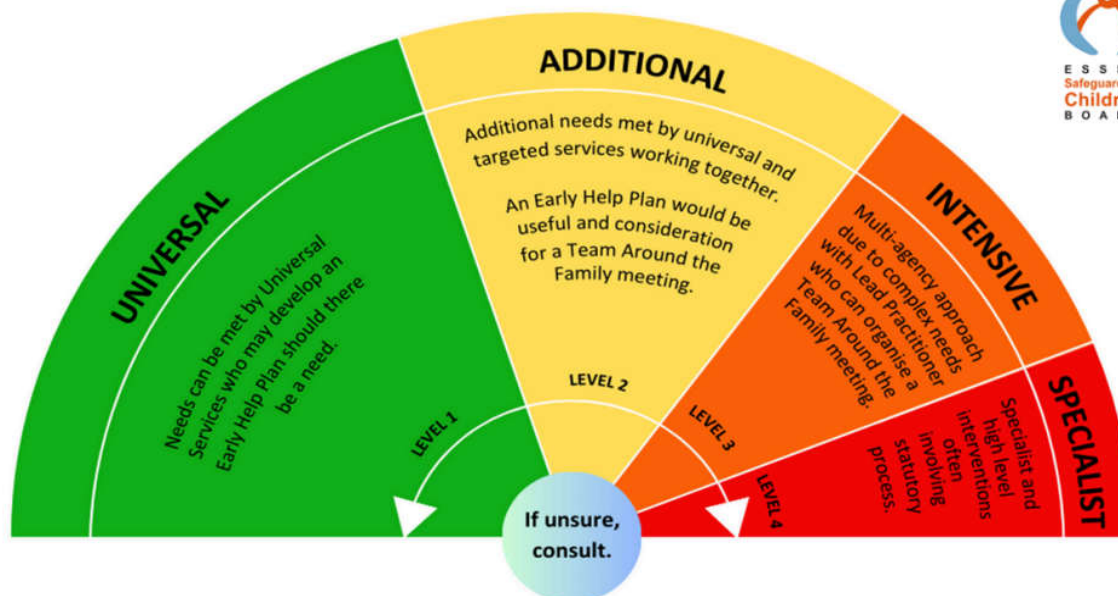 UNIVERSAL
Needs can be met by Universal
Services who may develop an
Early Help Plan should there
be a need.
LEVEL 1
ADDITIONAL
Additional needs met by universal and
targeted services working together.
An Early Help Plan would be
useful and consideration
for a Team Around the
Family meeting.
LEVEL 2
INTENSIVE
Multi-agency approach
due to complex needs
with Lead Practitioner
who can organise a
Team Around the
Family meeting.
LEVEL 3
SPECIALIST
Specialist and
high level
interventions
often
involving
statutory
process.
LEVEL 4
If unsure,
consult.